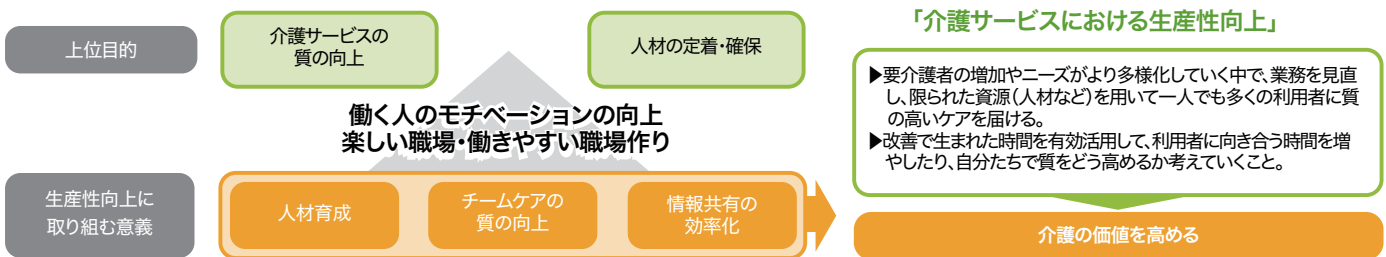 上位目的
介護サービスの
質の向上
人材の定着・確保
働く人のモチベーションの向上
楽しい職場・働きやすい職場作り
生産性向上に
取り組む意義
人材育成
チームケアの
質の向上
情報共有の
効率化
「介護サービスにおける生産性向上」
▶要介護者の増加やニーズがより多様化していく中で、業務を見直
し、限られた資源(人材など)を用いて一人でも多くの利用者に質
の高いケアを届ける。
▶改善で生まれた時間を有効活用して、利用者に向き合う時間を増
やしたり、自分たちで質をどう高めるか考えていくこと。
介護の価値を高める